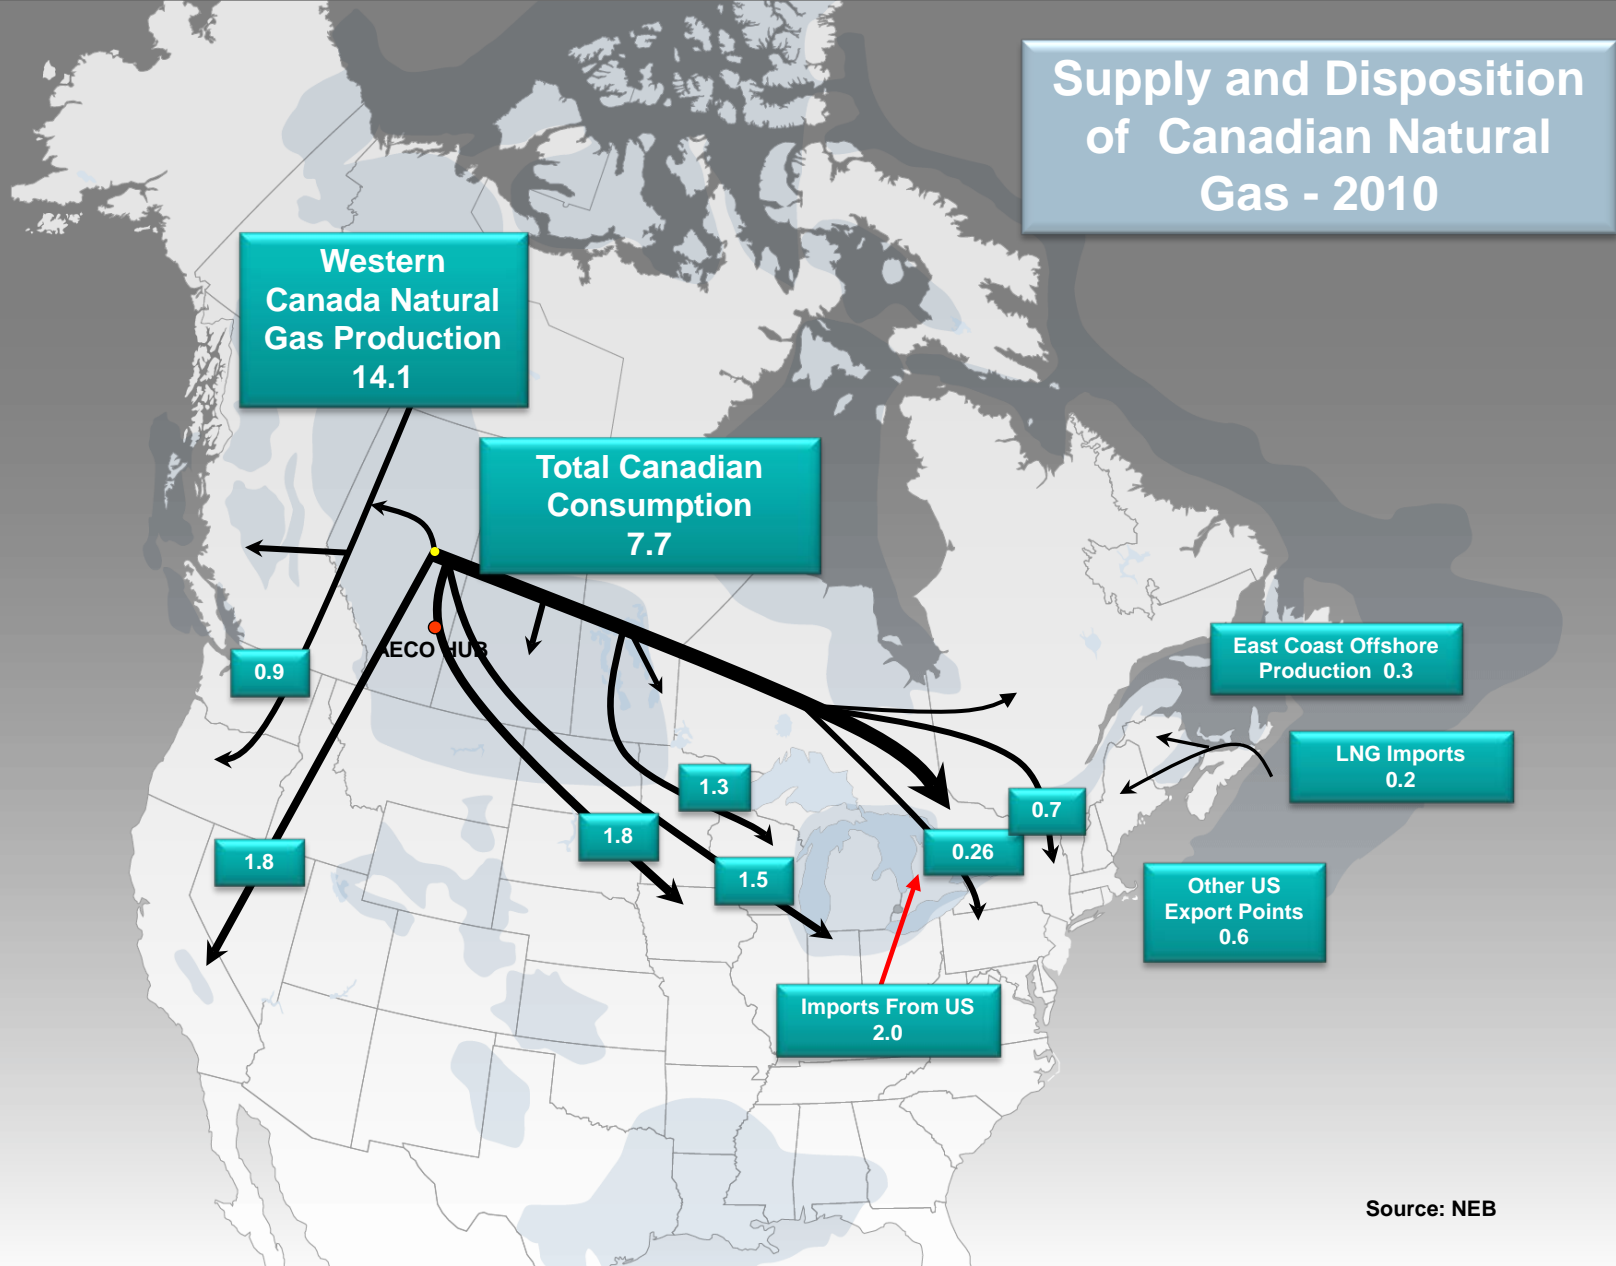 Supply and Disposition
of Canadian Natural
Gas - 2010
Western
Canada Natural
Gas Production
14.1
Total Canadian
Consumption
7.7
AECO HUB
East Coast Offshore
Production 0.3
0.9
LNG Imports
0.2
1.3
0.7
1.8
0.26
1.8
1.5
Other US
Export Points
0.6
Imports From US
2.0
Source: NEB